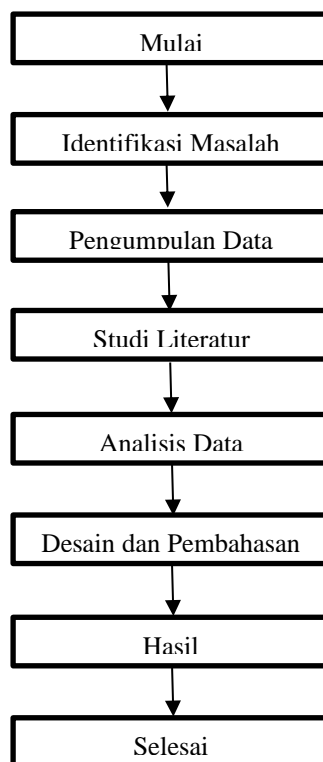 Mulai
Identifikasi Masalah
Pengumpulan Data
Studi Literatur
Analisis Data
Desain dan Pembahasan
Hasil
Selesai